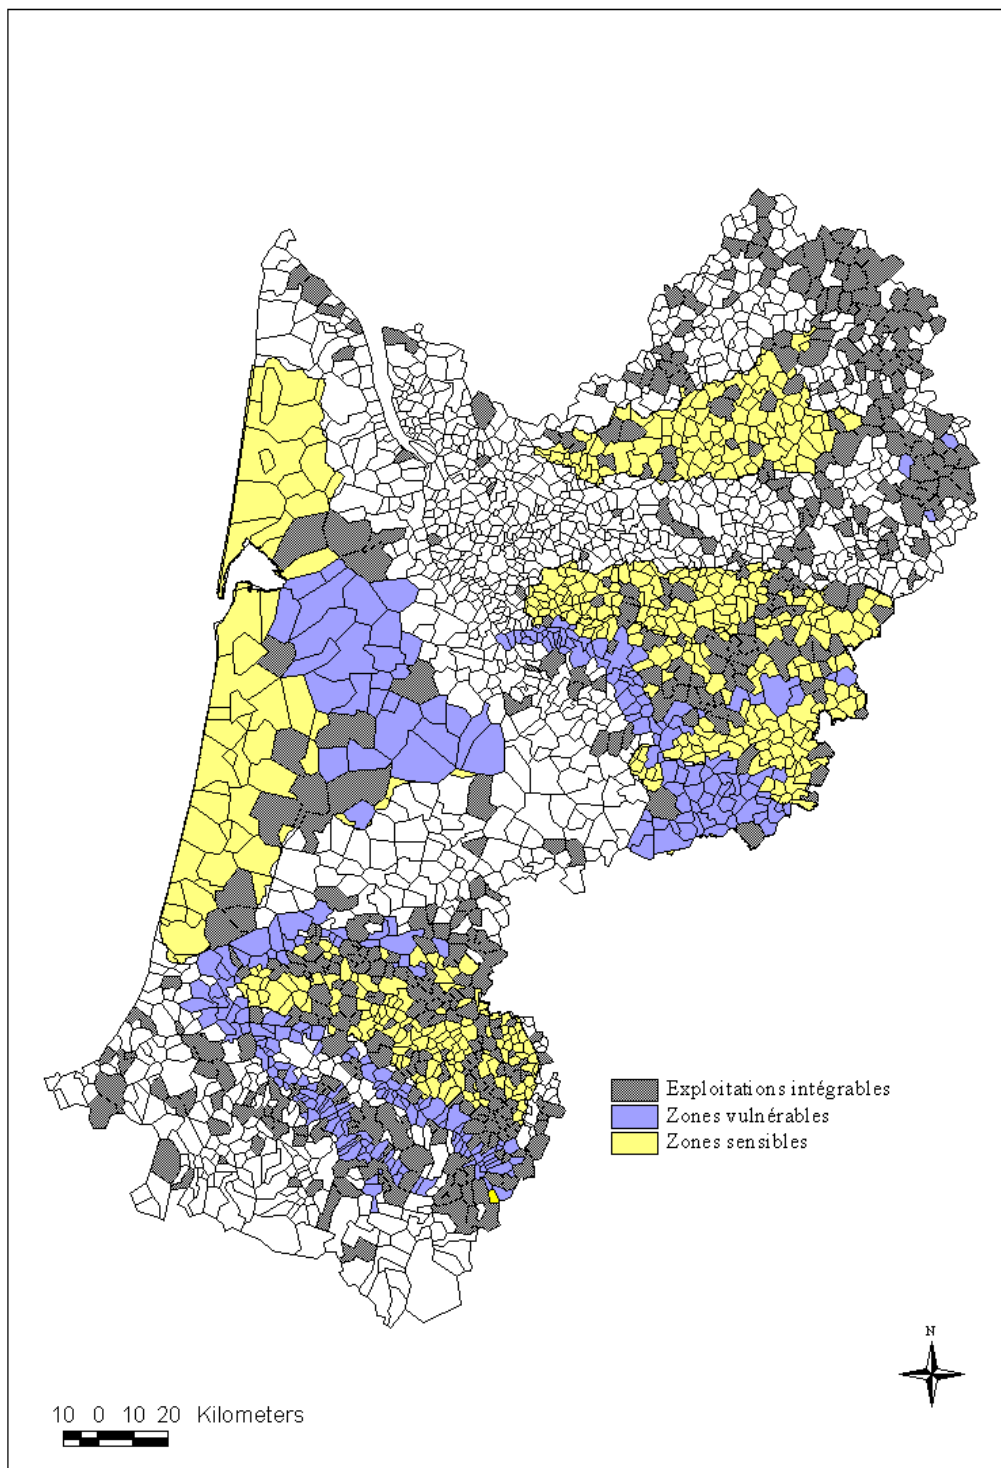 Exploitations intégrables
Zones vulnérables
Zones sensibles
N
10 0 10 20 Kilometers